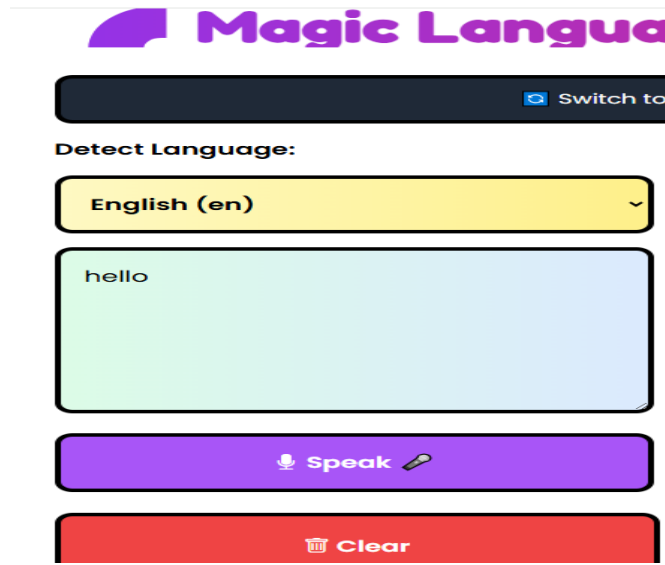 Magic Langua
Switch to
Detect Language:
English (en)
hello
Speak
Clear